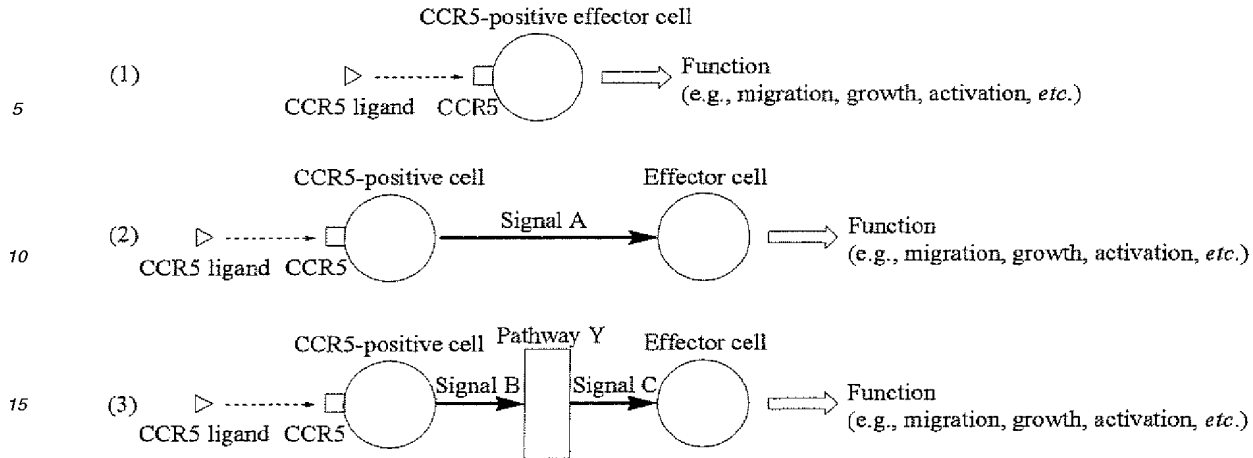 CCR5-positive effector cell
(1)
Function
(e.g., migration, growth, activation, etc.)
CCR5 ligand CCR5
5
CCR5-positive cell Effector cell
Signal A
(2)
Function
(e.g., migration, growth, activation, etc.)
CCR5 ligand CCR5
10
Pathway Y
CCR5-positive cell Effector cell
Signal B Signal C
(3)
Function
(e.g., migration, growth, activation, etc.)
15
CCR5 ligand CCR5